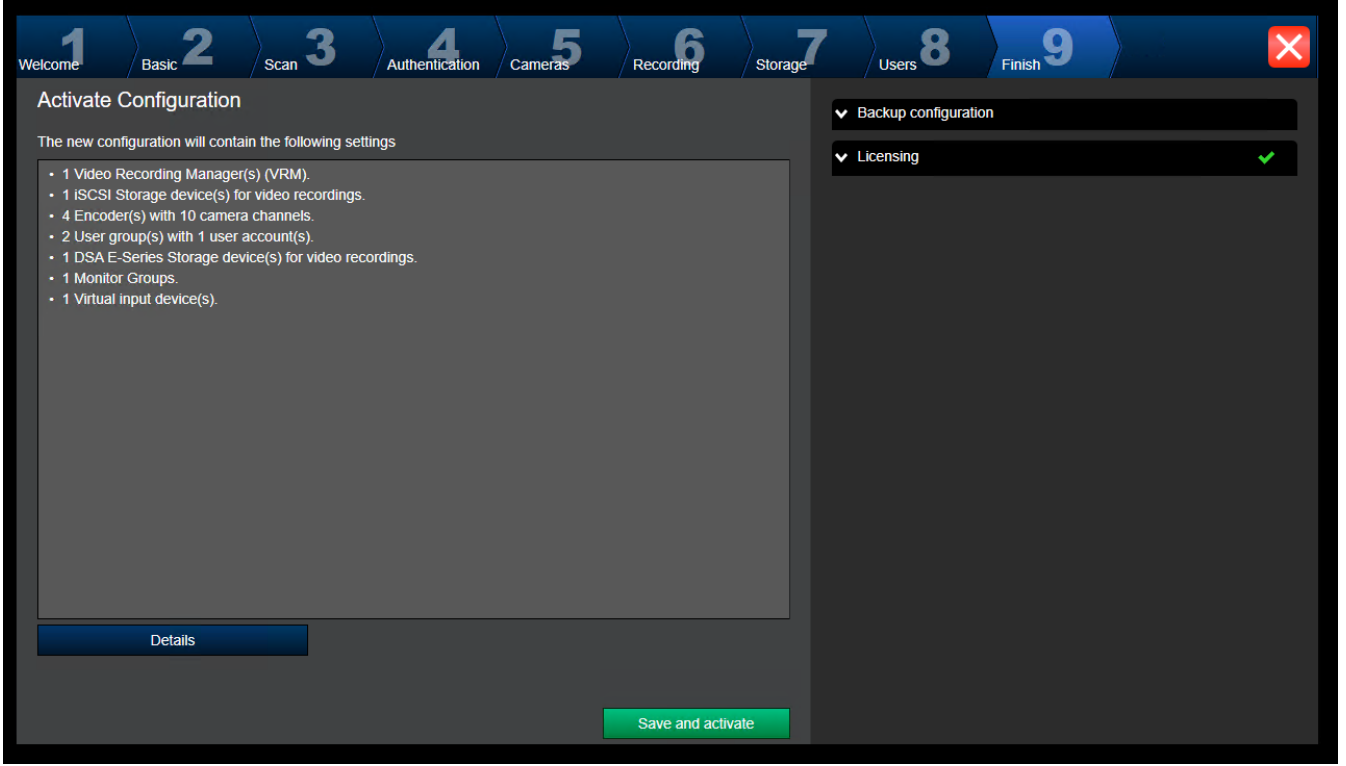 1 2 3 4 5 6 7 8 9
Welcome Basic Scan Authentication Cameras Recording Storage Users Finish
Activate Configuration
The new configuration will contain the following settings
• 1 Video Recording Manager(s) (VRM).
• 1 iSCSI Storage device(s) for video recordings.
• 4 Encoder(s) with 10 camera channels.
• 2 User group(s) with 1 user account(s).
• 1 DSA E-Series Storage device(s) for video recordings.
• 1 Monitor Groups.
• 1 Virtual input device(s).
Details
Save and activate
Backup configuration
Licensing